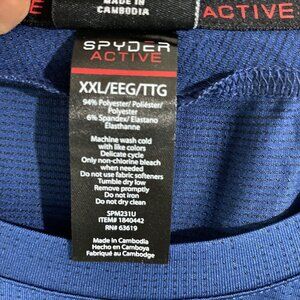 MADE IN
CAMBODIA
ACTIVE
SPYDER
ACTIVE
XXL/EEG/TTG
94% Polyester/ Poliéster/
Polyester
6% Spandex/ Elastano
Elasthanne
Machine wash cold
with like colors
Delicate cycle
Only non-chlorine bleach
when needed
Do not use fabric softeners
Tumble dry low
Remove promptly
Do not iron
Do not dry clean
SPM231U
ITEM# 1840442
RN# 63619
Made in Cambodia
Hecho en Camboya
Fabriqué au Cambodge